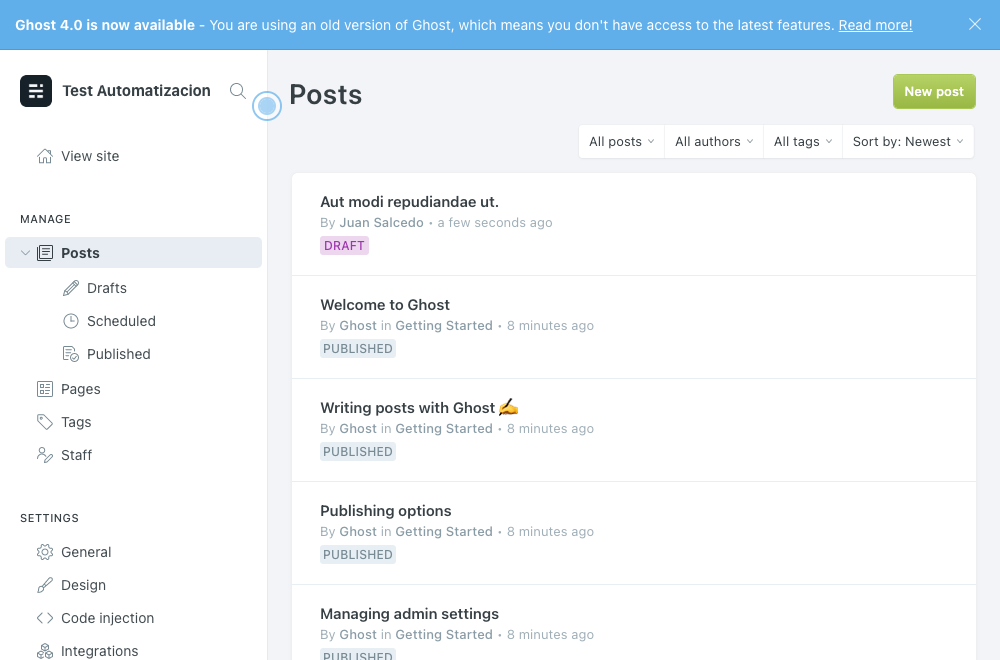 Ghost 4.0 is now available - You are using an old version of Ghost, which means you don't have access to the latest features. Read more!
Test Automatizacion
View site
MANAGE
Posts
Drafts
Scheduled
Published
Pages
Tags
Staff
SETTINGS
General
Design
Code injection
Integrations
Posts
New post
All posts
All authors
All tags
Sort by: Newest
Aut modi repudiandae ut.
By Juan Salcedo • a few seconds ago
DRAFT
Welcome to Ghost
By Ghost in Getting Started • 8 minutes ago
PUBLISHED
Writing posts with Ghost ✍️
By Ghost in Getting Started • 8 minutes ago
PUBLISHED
Publishing options
By Ghost in Getting Started • 8 minutes ago
PUBLISHED
Managing admin settings
By Ghost in Getting Started • 8 minutes ago
PUBLISHED